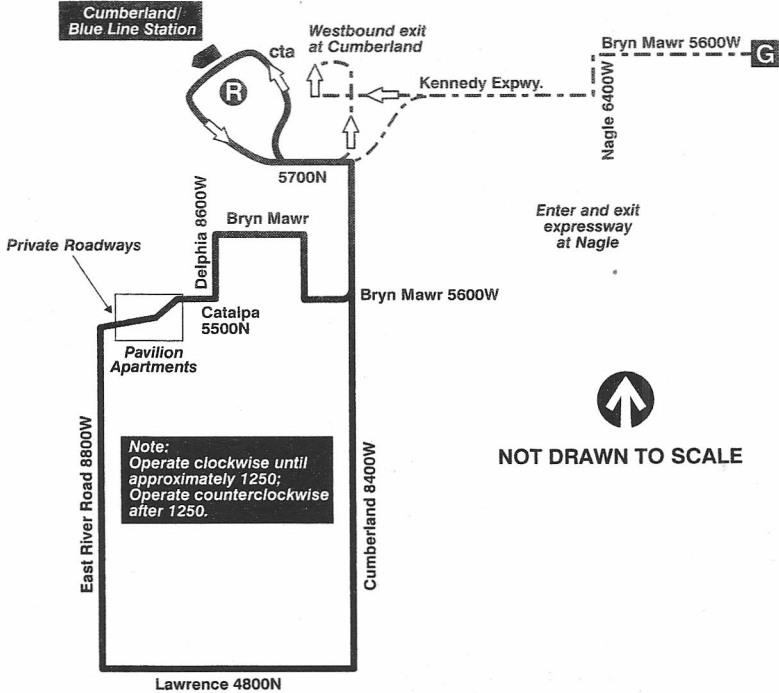 Cumberland/
Blue Line Station
cta
R
Westbound exit
at Cumberland
Bryn Mawr 5600W
G
Kennedy Expwy.
Nagle 6400W
5700N
Enter and exit
expressway
at Nagle
Delphia 8600W
Bryn Mawr
Private Roadways
Bryn Mawr 5600W
Catalpa
5500N
Pavilion
Apartments
NOT DRAWN TO SCALE
East River Road 8800W
Note:
Operate clockwise until
approximately 1250;
Operate counterclockwise
after 1250.
Cumberland 8400W
Lawrence 4800N